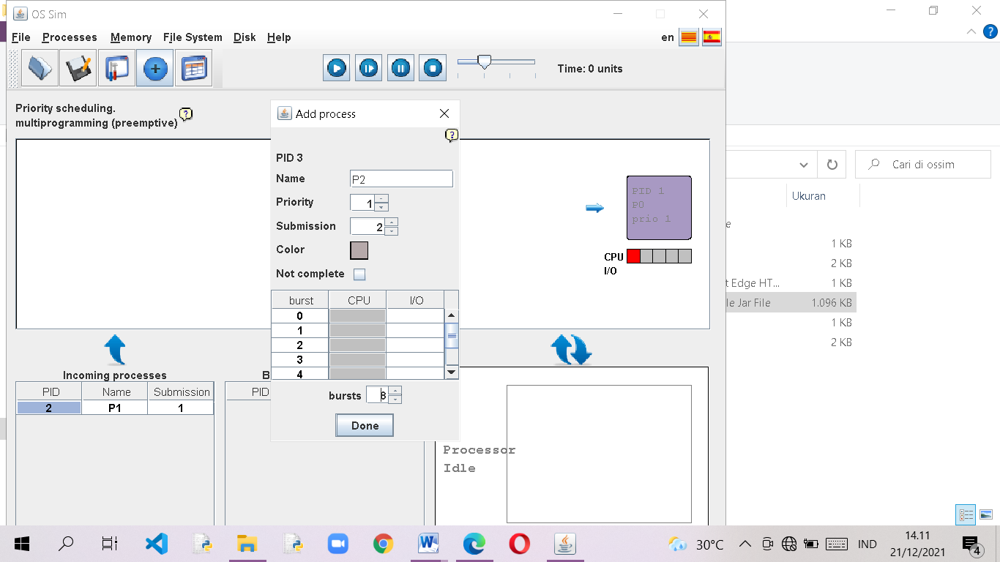 OS Sim
File Processes Memory File System Disk Help
en
Time: 0 units
Priority scheduling.
multiprogramming (preemptive)
Add process
PID 3
Name P2
Priority 1
Submission 2
Color
Not complete
burst CPU I/O
0
1
2
3
4
bursts 8
Done
PID 1
P0
prio 1
CPU
I/O
Incoming processes
PID Name Submission
2 P1 1
B
PID
Processor
Idle
Cari di ossim
Ukuran
e
1 KB
2 KB
t Edge HT... 1 KB
le Jar File 1.096 KB
1 KB
2 KB
30°C
IND
14.11
21/12/2021
4